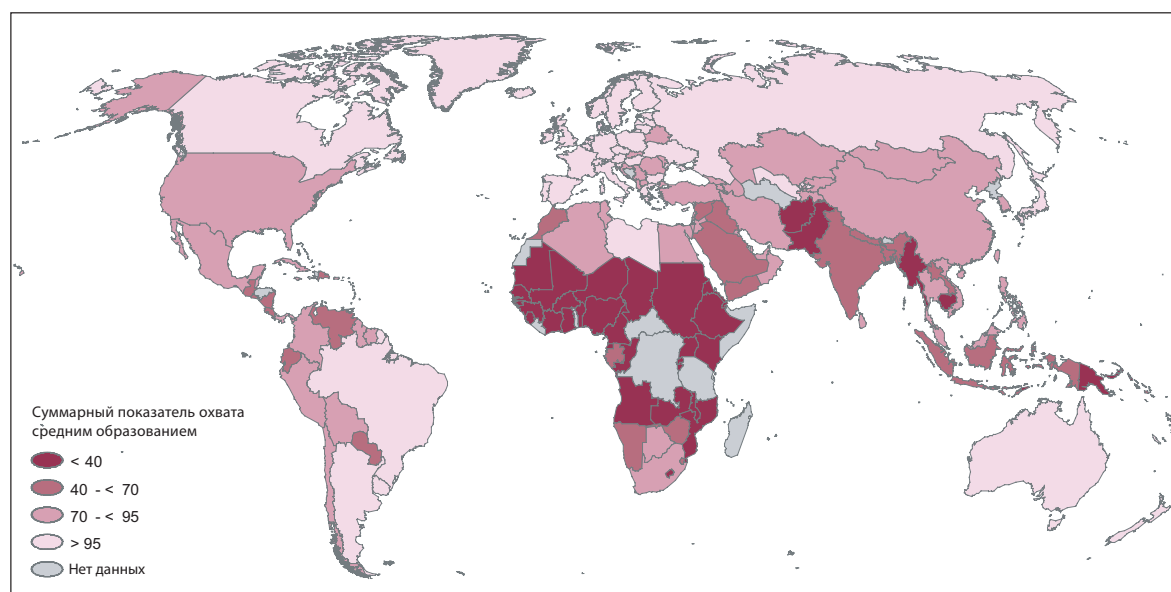 Суммарный показатель охвата
средним образованием
< 40
40 - < 70
70 - < 95
> 95
Нет данных